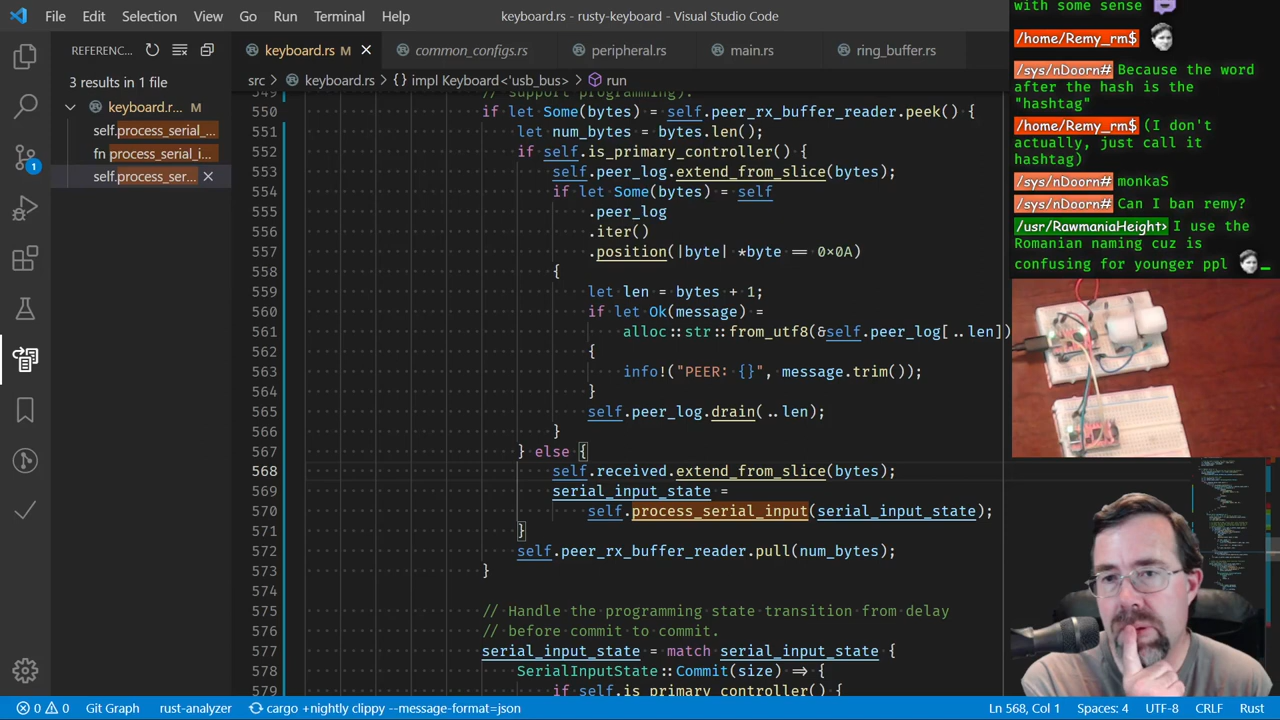 File Edit Selection View Go Run Terminal Help
keyboard.rs • rusty-keyboard - Visual Studio Code
REFERENC...
3 results in 1 file
keyboard.r... M
self.process_serial_...
fn process_serial_i...
self.process_ser...
1
keyboard.rs M
common_configs.rs
peripheral.rs
main.rs
ring_buffer.rs
src > keyboard.rs > {} impl Keyboard<'usb_bus> > run
549 // support programming).
550 if let Some(bytes) = self.peer_rx_buffer_reader.peek() {
551 let num_bytes = bytes.len();
552 if self.is_primary_controller() {
553 self.peer_log.extend_from_slice(bytes);
554 if let Some(bytes) = self
555 .peer_log
556 .iter()
557 .position(|byte| *byte == 0x0A)
558 {
559 let len = bytes + 1;
560 if let Ok(message) =
561 alloc::str::from_utf8(&self.peer_log[..len])
562 {
563 info!("PEER: {}", message.trim());
564 }
565 self.peer_log.drain(..len);
566 }
567 } else {
568 self.received.extend_from_slice(bytes);
569 serial_input_state =
570 self.process_serial_input(serial_input_state);
571 }
572 self.peer_rx_buffer_reader.pull(num_bytes);
573 }
574
575 // Handle the programming state transition from delay
576 // before commit to commit.
577 serial_input_state = match serial_input_state {
578 SerialInputState::Commit(size) => {
579 if self.is_primary_controller() {
with some sense
/home/Remy_rm$
/sys/nDoorn# Because the word
after the hash is the
"hashtag"
/home/Remy_rm$ (I don't
actually, just call it
hashtag)
/sys/nDoorn# monkaS
/sys/nDoorn# Can I ban remy?
/usr/RawmaniaHeight> I use the
Romanian naming cuz is
confusing for younger ppl
0 0 Git Graph rust-analyzer cargo +nightly clippy --message-format=json
Ln 568, Col 1 Spaces: 4 UTF-8 CRLF Rust